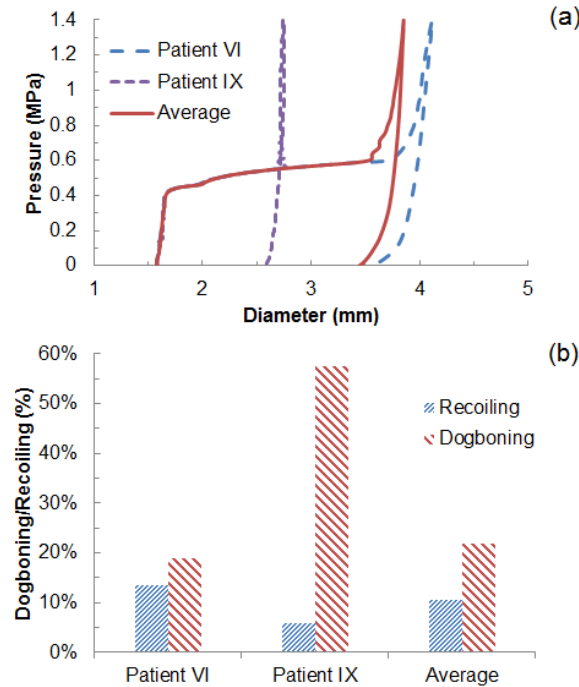 (a)
1.4
1.2
1
0.8
0.6
0.4
0.2
0
Pressure (MPa)
Patient VI
Patient IX
Average
1 2 3 4 5
Diameter (mm)
(b)
60%
50%
40%
30%
20%
10%
0%
Dogboning/Recoiling (%)
Recoiling
Dogboning
Patient VI Patient IX Average